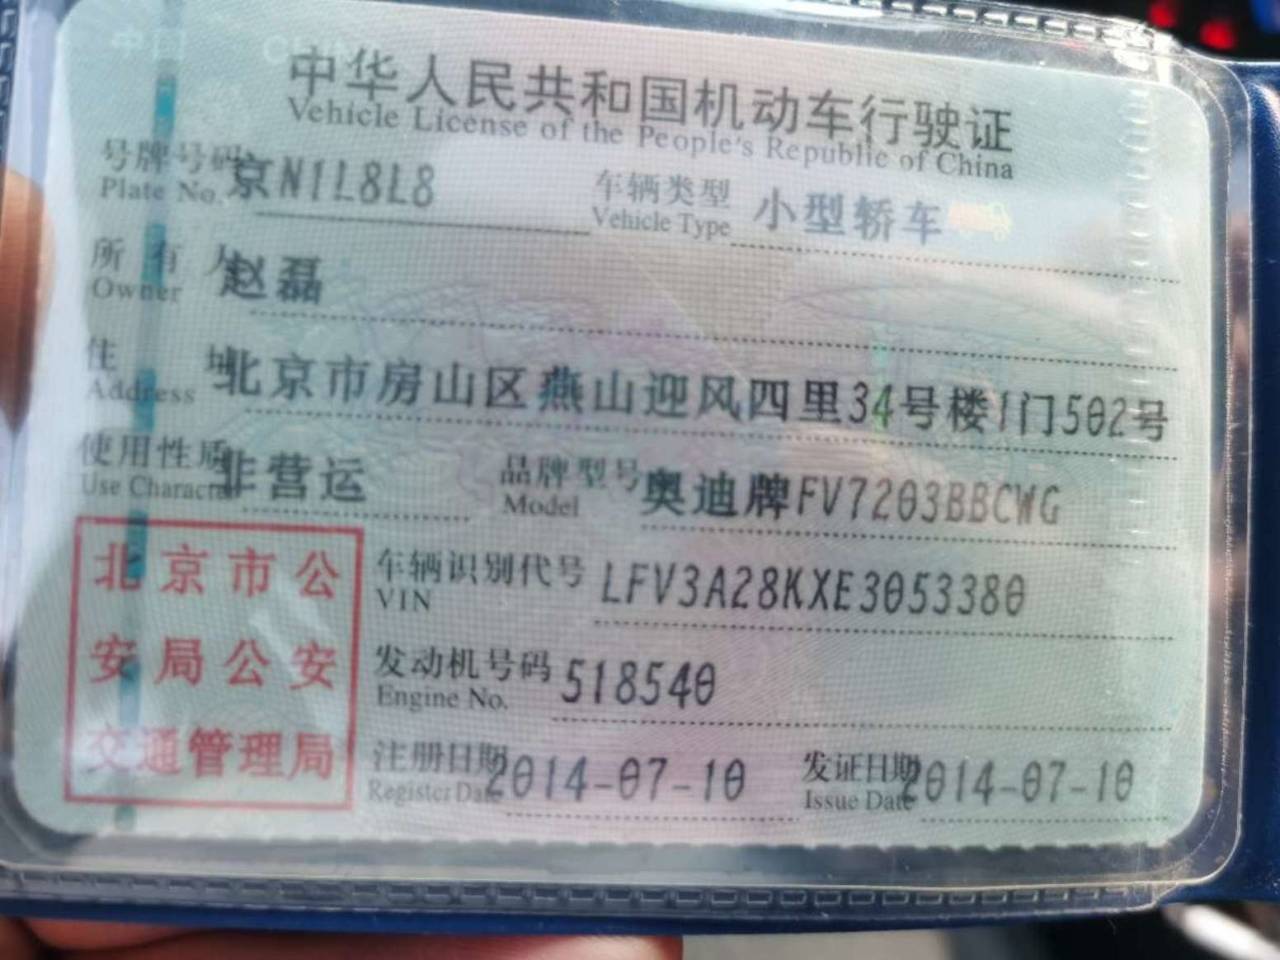 中华人民共和国机动车行驶证
Vehicle License of the People's Republic of China
号牌号码 京N1L8L8 车辆类型 小型轿车
Plate No. Vehicle Type
所有人 赵磊
Owner
住址 北京市房山区燕山迎风四里34号楼1门502号
Address
使用性质 非营运 品牌型号 奥迪牌FV7203BBCWG
Use Character Model
北京市公
安局公安
交通管理局
车辆识别代号 LFV3A28KXE3053380
VIN
发动机号码 518540
Engine No.
注册日期 2014-07-10 发证日期 2014-07-10
Register Date Issue Date